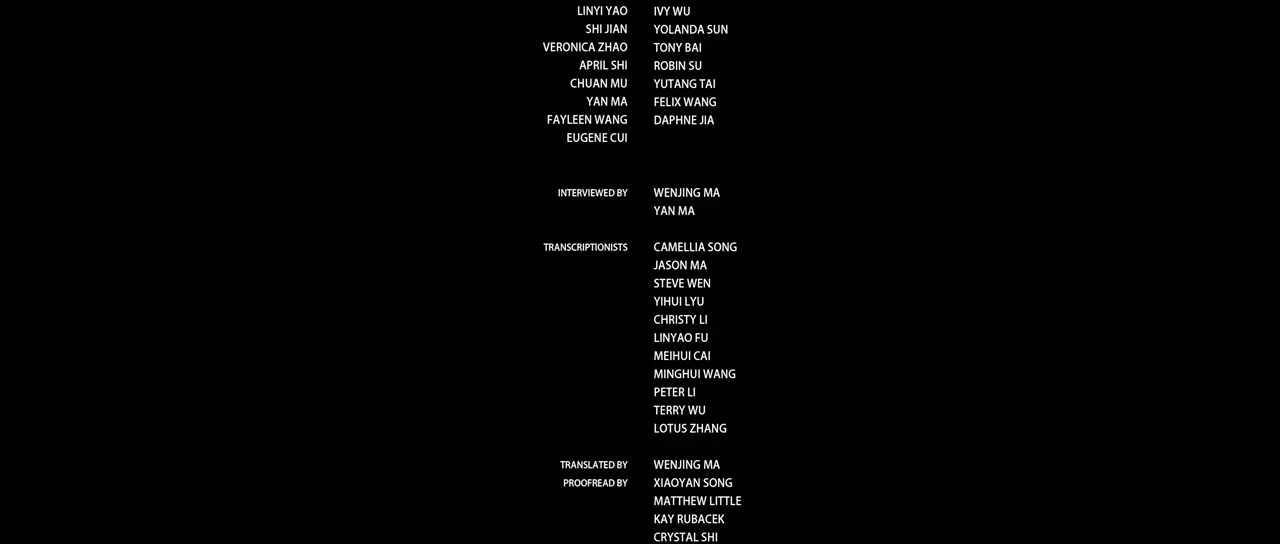 LINYI YAO IVY WU
SHI JIAN YOLANDA SUN
VERONICA ZHAO TONY BAI
APRIL SHI ROBIN SU
CHUAN MU YUTANG TAI
YAN MA FELIX WANG
FAYLEEN WANG DAPHNE JIA
EUGENE CUI
INTERVIEWED BY WENJING MA
YAN MA
TRANSCRIPTIONISTS CAMELLIA SONG
JASON MA
STEVE WEN
YIHUI LYU
CHRISTY LI
LINYAO FU
MEIHUI CAI
MINGHUI WANG
PETER LI
TERRY WU
LOTUS ZHANG
TRANSLATED BY WENJING MA
PROOFREAD BY XIAOYAN SONG
MATTHEW LITTLE
KAY RUBACEK
CRYSTAL SHI